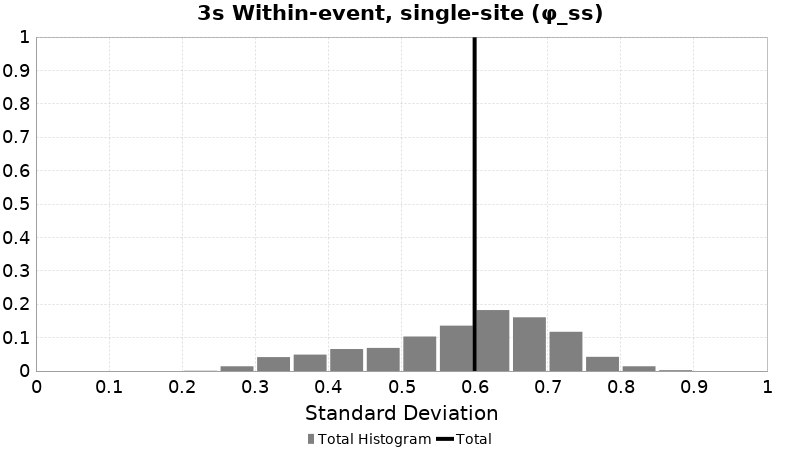 3s Within-event, single-site (φ_ss)
1
0.9
0.8
0.7
0.6
0.5
0.4
0.3
0.2
0.1
0
0 0.1 0.2 0.3 0.4 0.5 0.6 0.7 0.8 0.9 1
Standard Deviation
Total Histogram Total